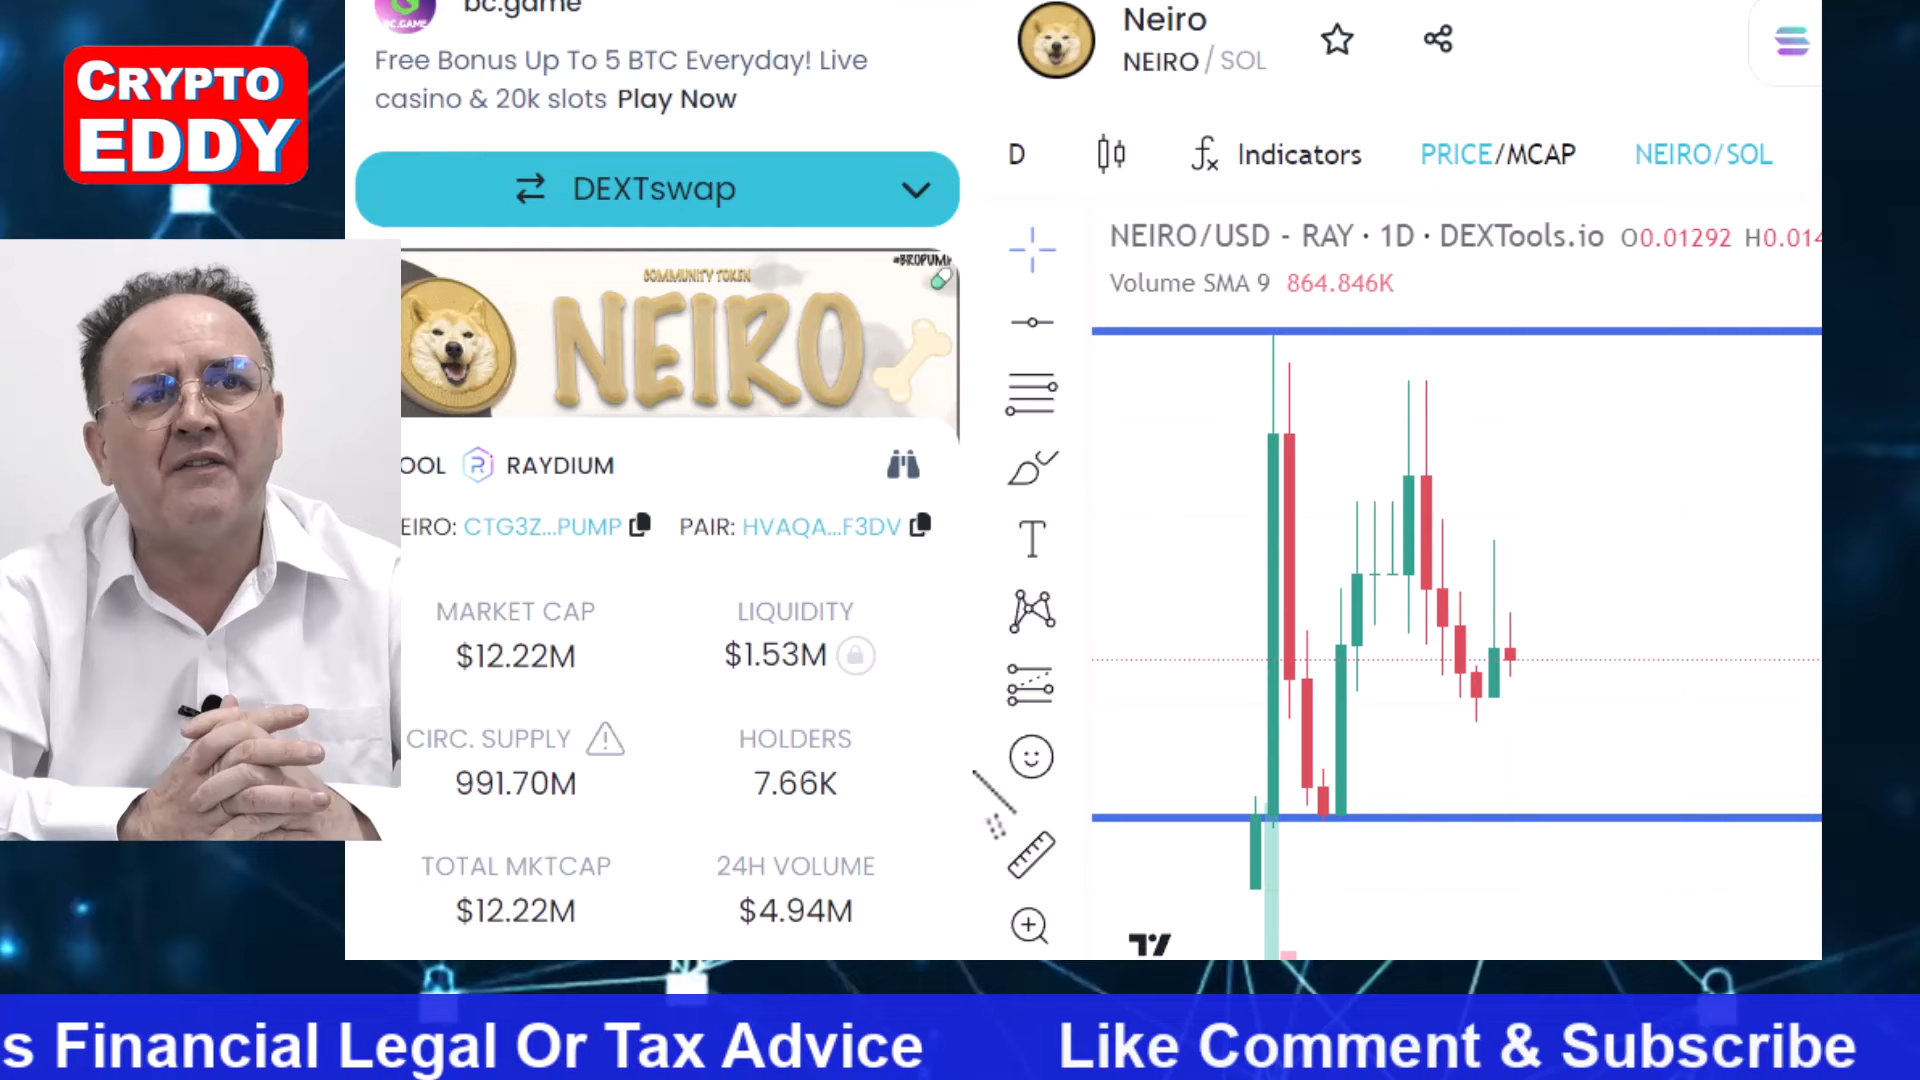 CRYPTO
EDDY
bc.game
BC.GAME
Free Bonus Up To 5 BTC Everyday! Live
casino & 20k slots Play Now
DEXTswap
COMMUNITY TOKEN
NEIRO
OOL RAYDIUM
EIRO: CTG3Z...PUMP PAIR: HVAQA...F3DV
MARKET CAP LIQUIDITY
$12.22M $1.53M
CIRC. SUPPLY HOLDERS
991.70M 7.66K
TOTAL MKTCAP 24H VOLUME
$12.22M $4.94M
Neiro
NEIRO / SOL
D fx Indicators PRICE/MCAP NEIRO/SOL
NEIRO/USD - RAY · 1D · DEXTools.io O0.01292 H0.014
Volume SMA 9 864.846K
T
s Financial Legal Or Tax Advice Like Comment & Subscribe